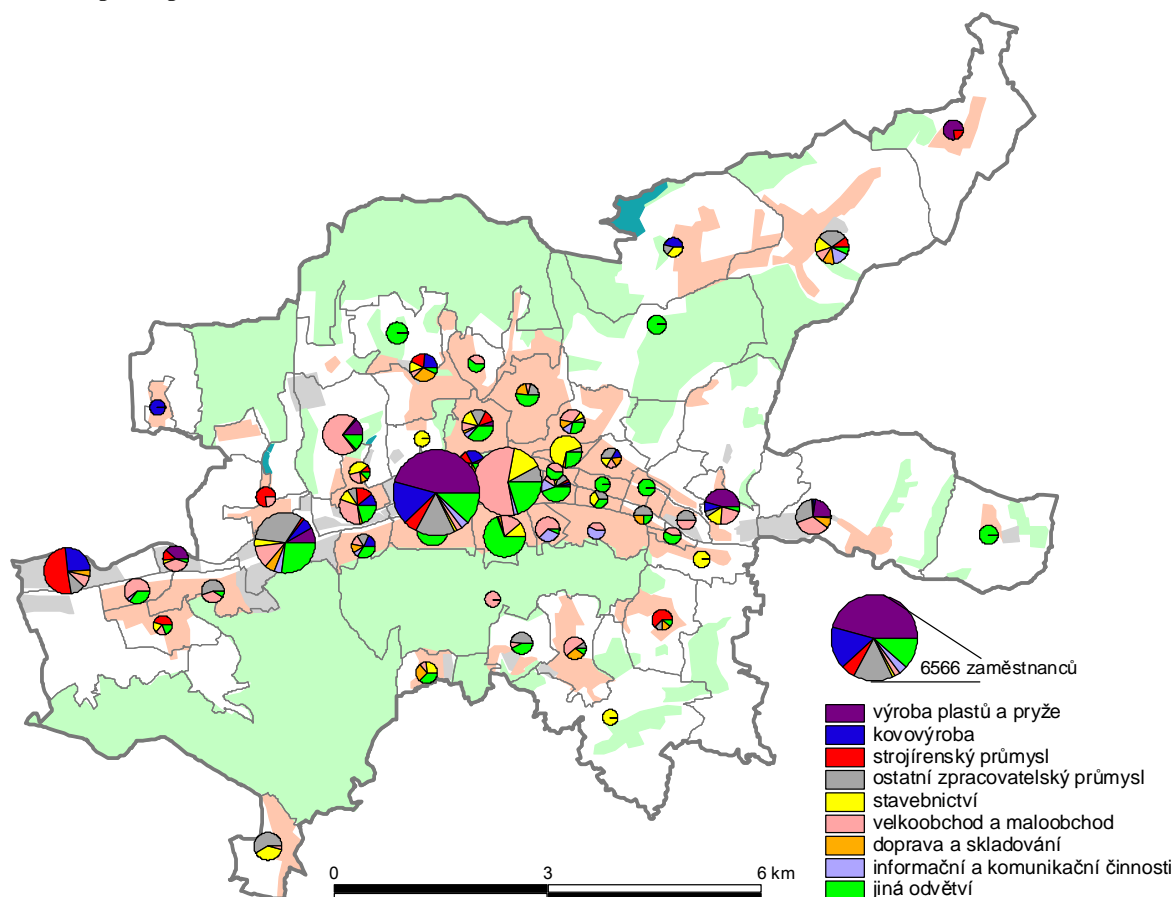 6566 zaměstnanců
výroba plastů a pryže
kovovýroba
strojírenský průmysl
ostatní zpracovatelský průmysl
stavebnictví
velkoobchod a maloobchod
doprava a skladování
informační a komunikační činnosti
jiná odvětví
0 3 6 km